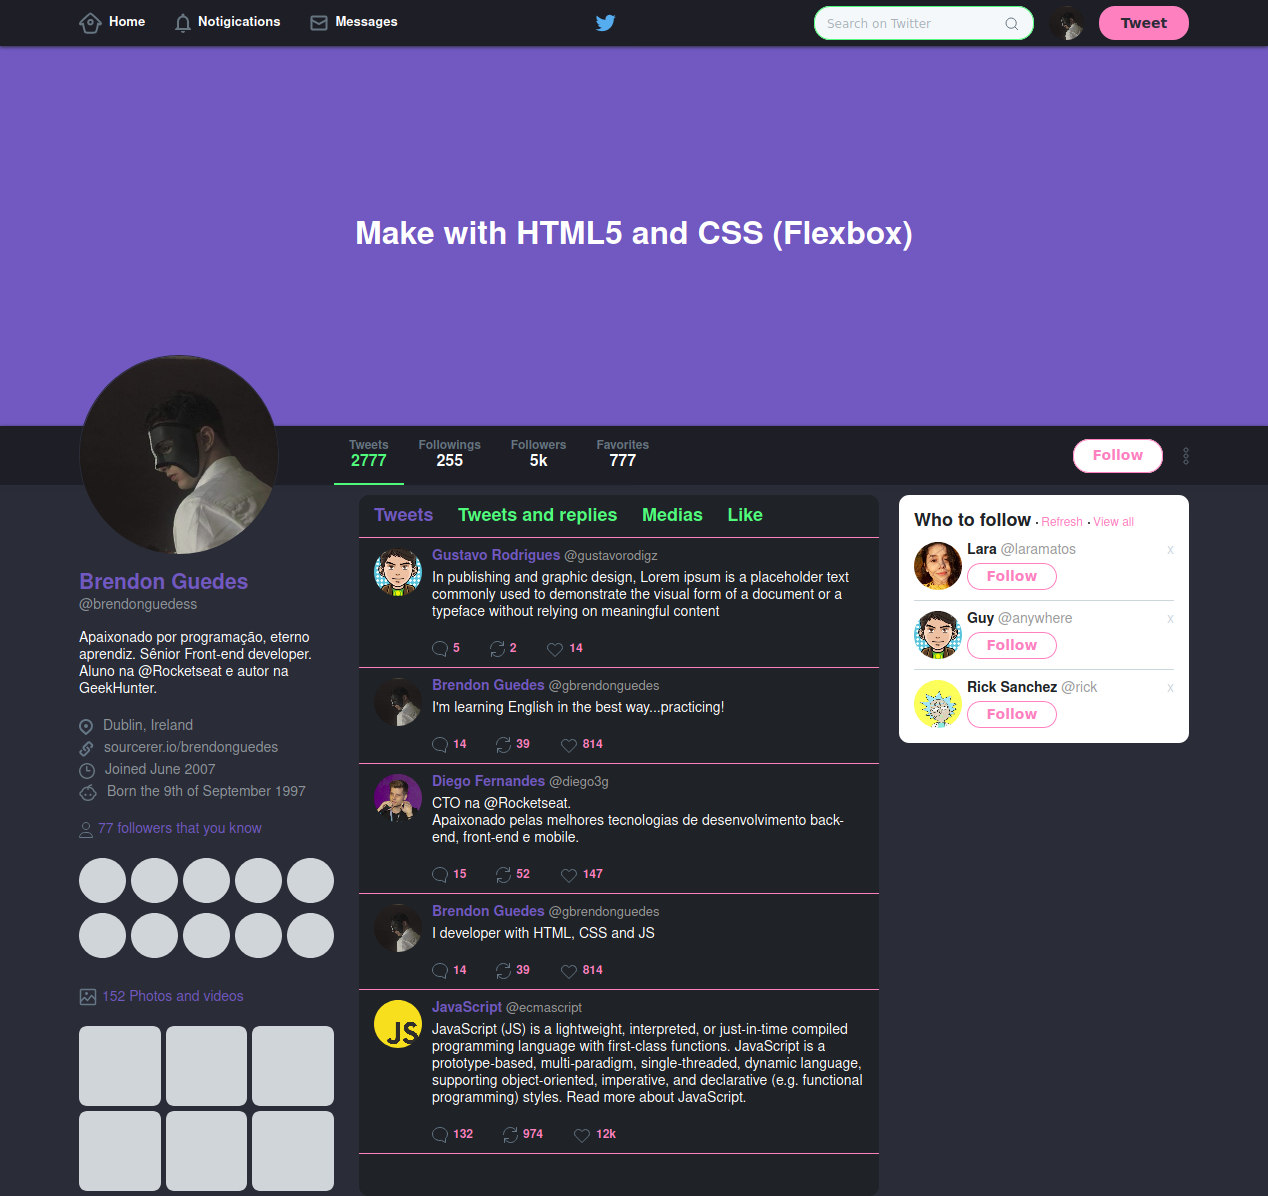 Home Notigications Messages Search on Twitter Tweet
Make with HTML5 and CSS (Flexbox)
Tweets Followings Followers Favorites
2777 255 5k 777
Follow
Brendon Guedes
@brendonguedess
Apaixonado por programação, eterno
aprendiz. Sênior Front-end developer.
Aluno na @Rocketseat e autor na
GeekHunter.
Dublin, Ireland
sourcerer.io/brendonguedes
Joined June 2007
Born the 9th of September 1997
77 followers that you know
152 Photos and videos
Tweets Tweets and replies Medias Like
Gustavo Rodrigues @gustavorodigz
In publishing and graphic design, Lorem ipsum is a placeholder text
commonly used to demonstrate the visual form of a document or a
typeface without relying on meaningful content
5 2 14
Brendon Guedes @gbrendonguedes
I'm learning English in the best way...practicing!
14 39 814
Diego Fernandes @diego3g
CTO na @Rocketseat.
Apaixonado pelas melhores tecnologias de desenvolvimento back-
end, front-end e mobile.
15 52 147
Brendon Guedes @gbrendonguedes
I developer with HTML, CSS and JS
14 39 814
JS
JavaScript @ecmascript
JavaScript (JS) is a lightweight, interpreted, or just-in-time compiled
programming language with first-class functions. JavaScript is a
prototype-based, multi-paradigm, single-threaded, dynamic language,
supporting object-oriented, imperative, and declarative (e.g. functional
programming) styles. Read more about JavaScript.
132 974 12k
Who to follow • Refresh • View all
Lara @laramatos x
Follow
Guy @anywhere x
Follow
Rick Sanchez @rick x
Follow